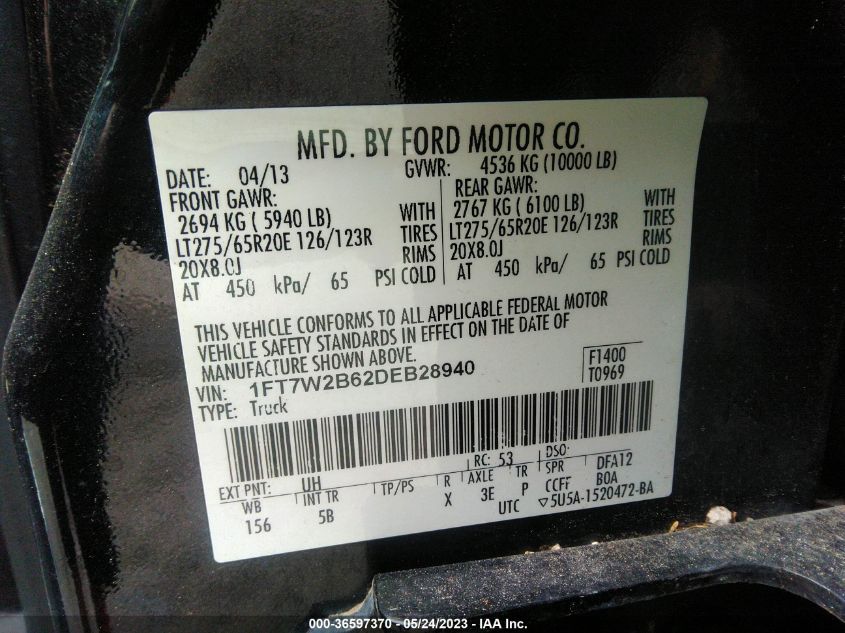 MFD. BY FORD MOTOR CO.
DATE: 04/13 GVWR: 4536 KG (10000 LB)
FRONT GAWR: REAR GAWR:
2694 KG ( 5940 LB) WITH 2767 KG ( 6100 LB) WITH
LT275/65R20E 126/123R TIRES LT275/65R20E 126/123R TIRES
20X8.0J RIMS 20X8.0J RIMS
AT 450 kPa/ 65 PSI COLD AT 450 kPa/ 65 PSI COLD
THIS VEHICLE CONFORMS TO ALL APPLICABLE FEDERAL MOTOR
VEHICLE SAFETY STANDARDS IN EFFECT ON THE DATE OF
MANUFACTURE SHOWN ABOVE.
VIN: 1FT7W2B62DEB28940 F1400
TYPE: Truck T0969
EXT PNT: UH RC: 53 DSO:
WB INT TR TP/PS R AXLE TR SPR DFA12
156 5B X 3E P CCFF BOA
UTC ▽5U5A-1520472-BA
000-36597370 - 05/24/2023 - IAA Inc.